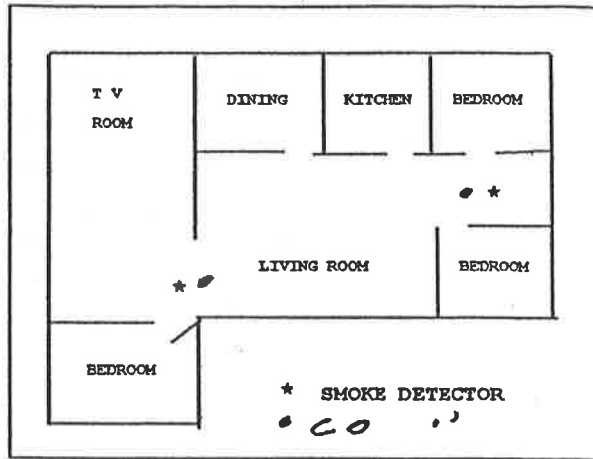 T V
ROOM
DINING
KITCHEN
BEDROOM
LIVING ROOM
BEDROOM
BEDROOM
★ SMOKE DETECTOR
● CO "